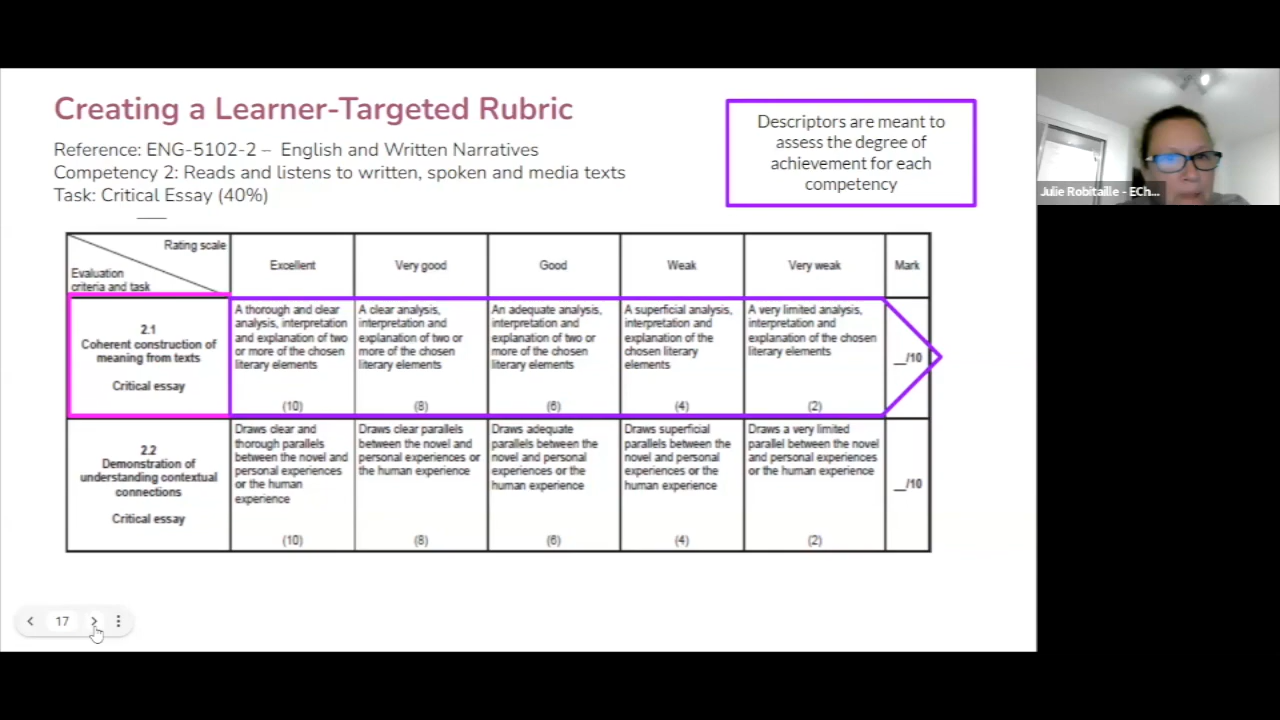 Creating a Learner-Targeted Rubric
Reference: ENG-5102-2 – English and Written Narratives
Competency 2: Reads and listens to written, spoken and media texts
Task: Critical Essay (40%)
Descriptors are meant to
assess the degree of
achievement for each
competency
Julie Robitaille - ECh...
Rating scale
Evaluation
criteria and task
Excellent
Very good
Good
Weak
Very weak
Mark
2.1
Coherent construction of
meaning from texts
Critical essay
A thorough and clear
analysis, interpretation
and explanation of two
or more of the chosen
literary elements
(10)
A clear analysis,
interpretation and
explanation of two or
more of the chosen
literary elements
(8)
An adequate analysis,
interpretation and
explanation of two or
more of the chosen
literary elements
(6)
A superficial analysis,
interpretation and
explanation of the
chosen literary
elements
(4)
A very limited analysis,
interpretation and
explanation of the chosen
literary elements
(2)
__/10
2.2
Demonstration of
understanding contextual
connections
Critical essay
Draws clear and
thorough parallels
between the novel and
personal experiences
or the human
experience
(10)
Draws clear parallels
between the novel and
personal experiences or
the human experience
(8)
Draws adequate
parallels between the
novel and personal
experiences or the
human experience
(6)
Draws superficial
parallels between the
novel and personal
experiences or the
human experience
(4)
Draws a very limited
parallel between the novel
and personal experiences
or the human experience
(2)
__/10
17